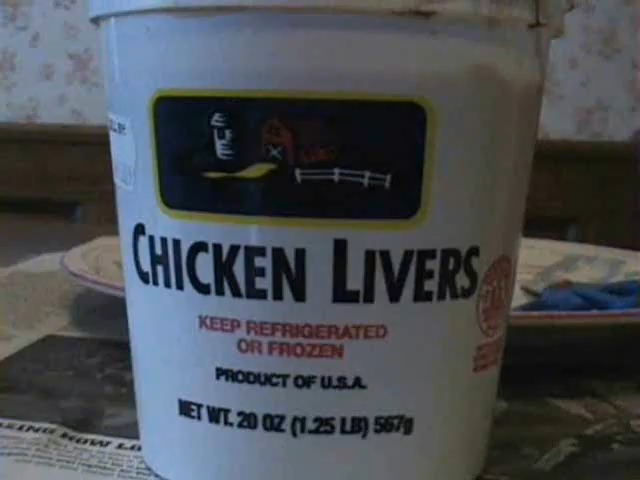 CHICKEN LIVERS
KEEP REFRIGERATED
OR FROZEN
PRODUCT OF U.S.A.
NET WT. 20 OZ (1.25 LB) 567g